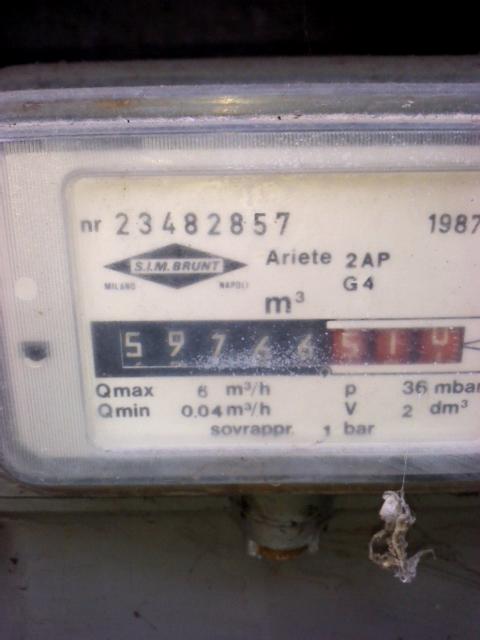 nr 23482857 1987
S.I.M. BRUNT Ariete 2AP
MILANO NAPOLI G4
m³
59766 51
Qmax 6 m³/h p 36 mbar
Qmin 0,04 m³/h V 2 dm³
sovrappr. 1 bar